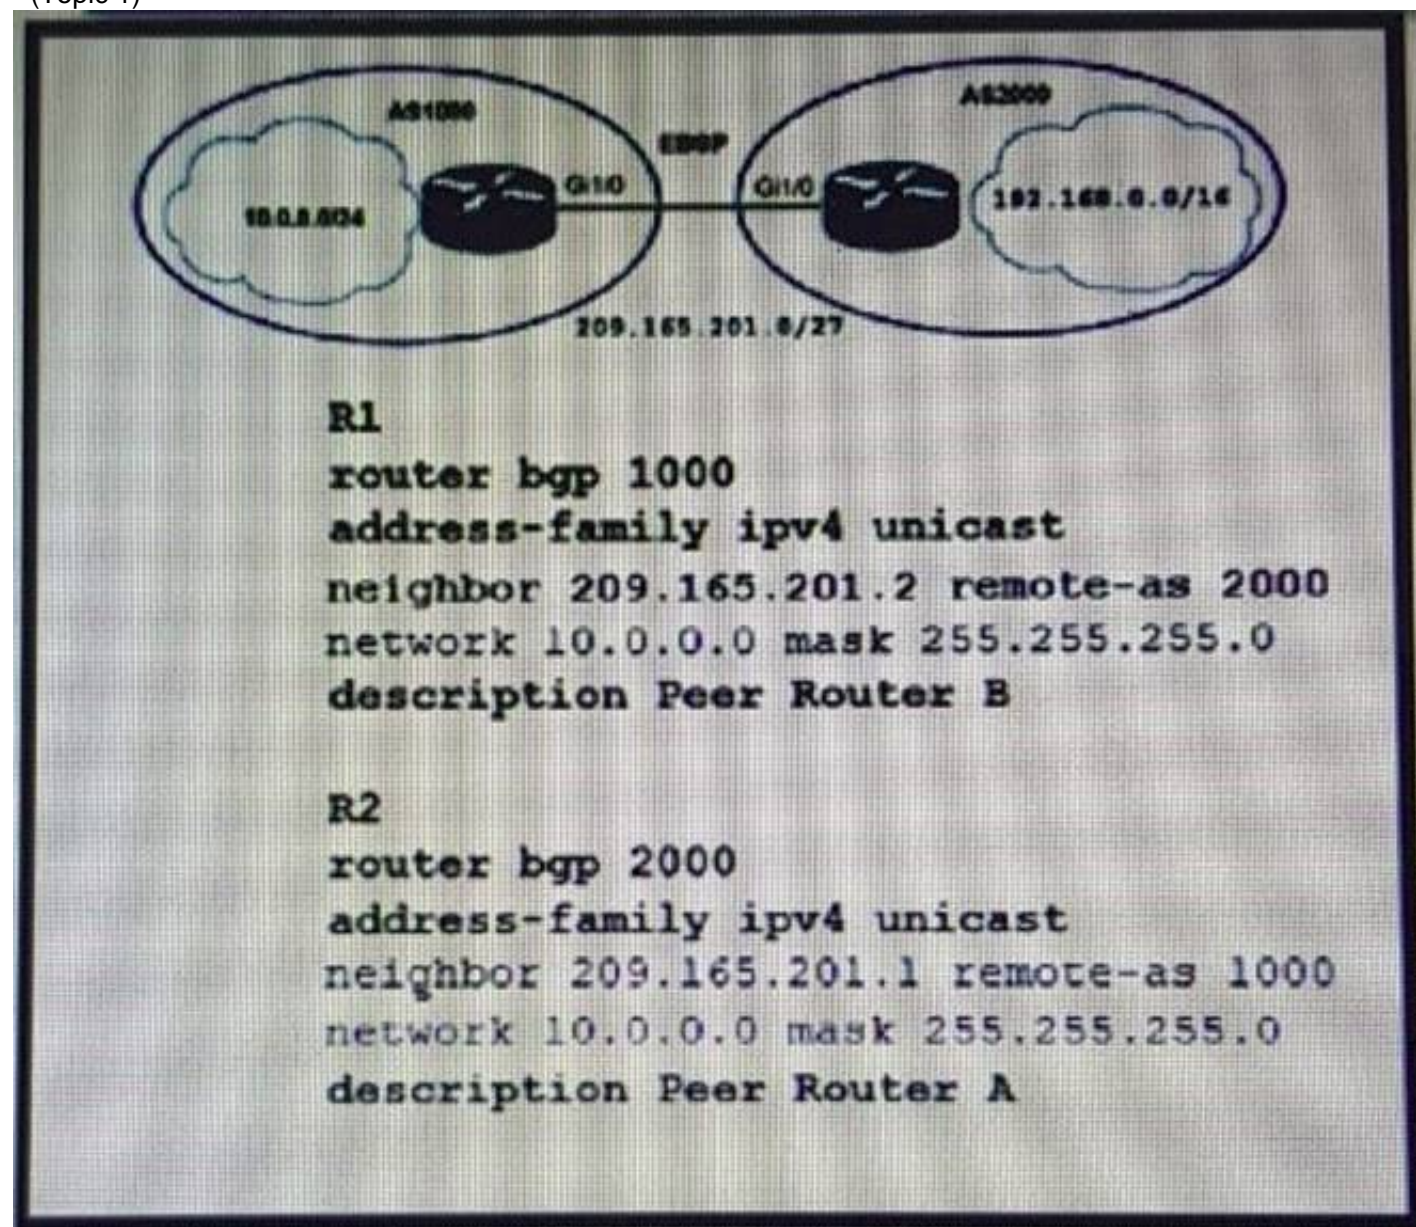 (Topic 1)
AS1000 AS2000
EBGP
Gi1/0 Gi1/0
192.168.0.0/16
209.165.201.0/27
R1
router bgp 1000
address-family ipv4 unicast
neighbor 209.165.201.2 remote-as 2000
network 10.0.0.0 mask 255.255.255.0
description Peer Router B
R2
router bgp 2000
address-family ipv4 unicast
neighbor 209.165.201.1 remote-as 1000
network 10.0.0.0 mask 255.255.255.0
description Peer Router A